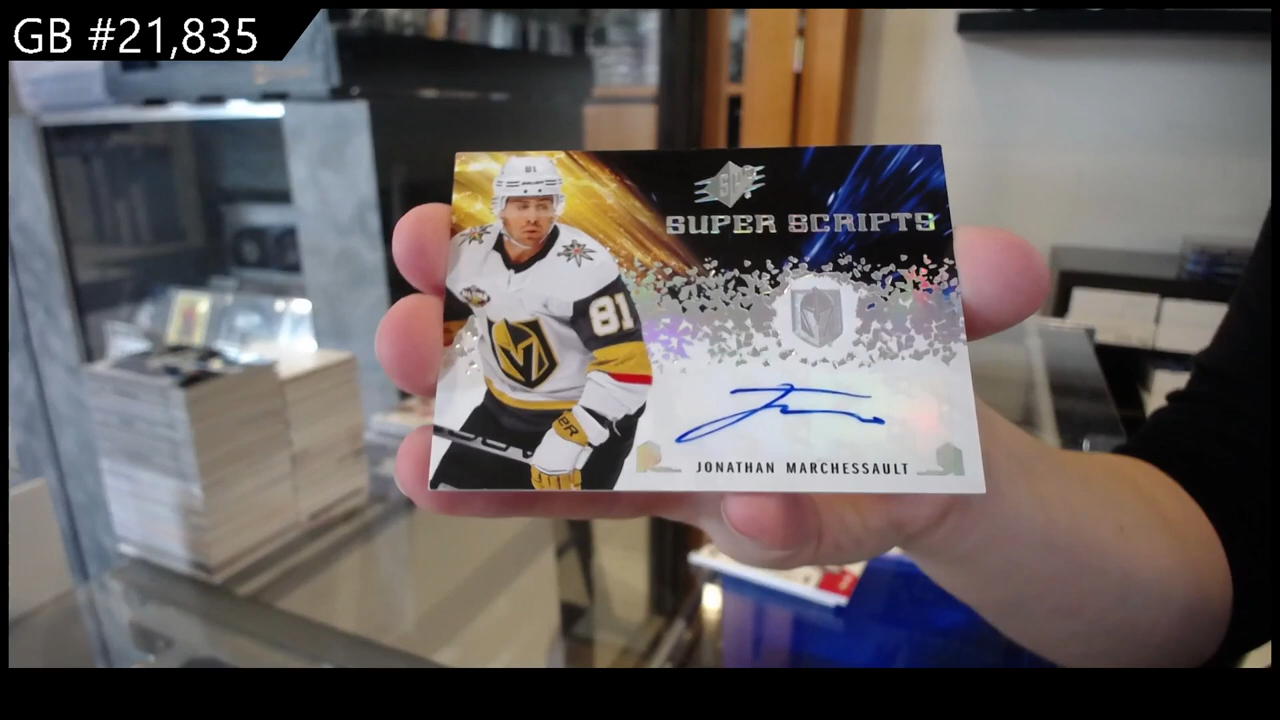 GB #21,835
SPx
SUPER SCRIPTS
81
81
JONATHAN MARCHESSAULT